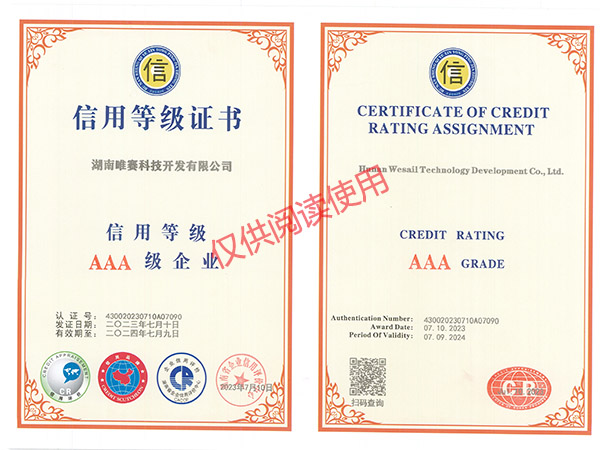 信
信用等级证书
湖南唯赛科技开发有限公司
信用等级
AAA级企业
认 证 号: 430020230710A07090
发证日期: 二〇二三年七月十日
有效期至: 二〇二四年七月九日
2023年7月10日
仅供阅读使用
信
CERTIFICATE OF CREDIT
RATING ASSIGNMENT
Hunan Wesail Technology Development Co., Ltd.
CREDIT RATING
AAA GRADE
Authentication Number: 430020230710A07090
Award Date: 07. 10. 2023
Period Of Validity: 07. 09. 2024
扫码查询